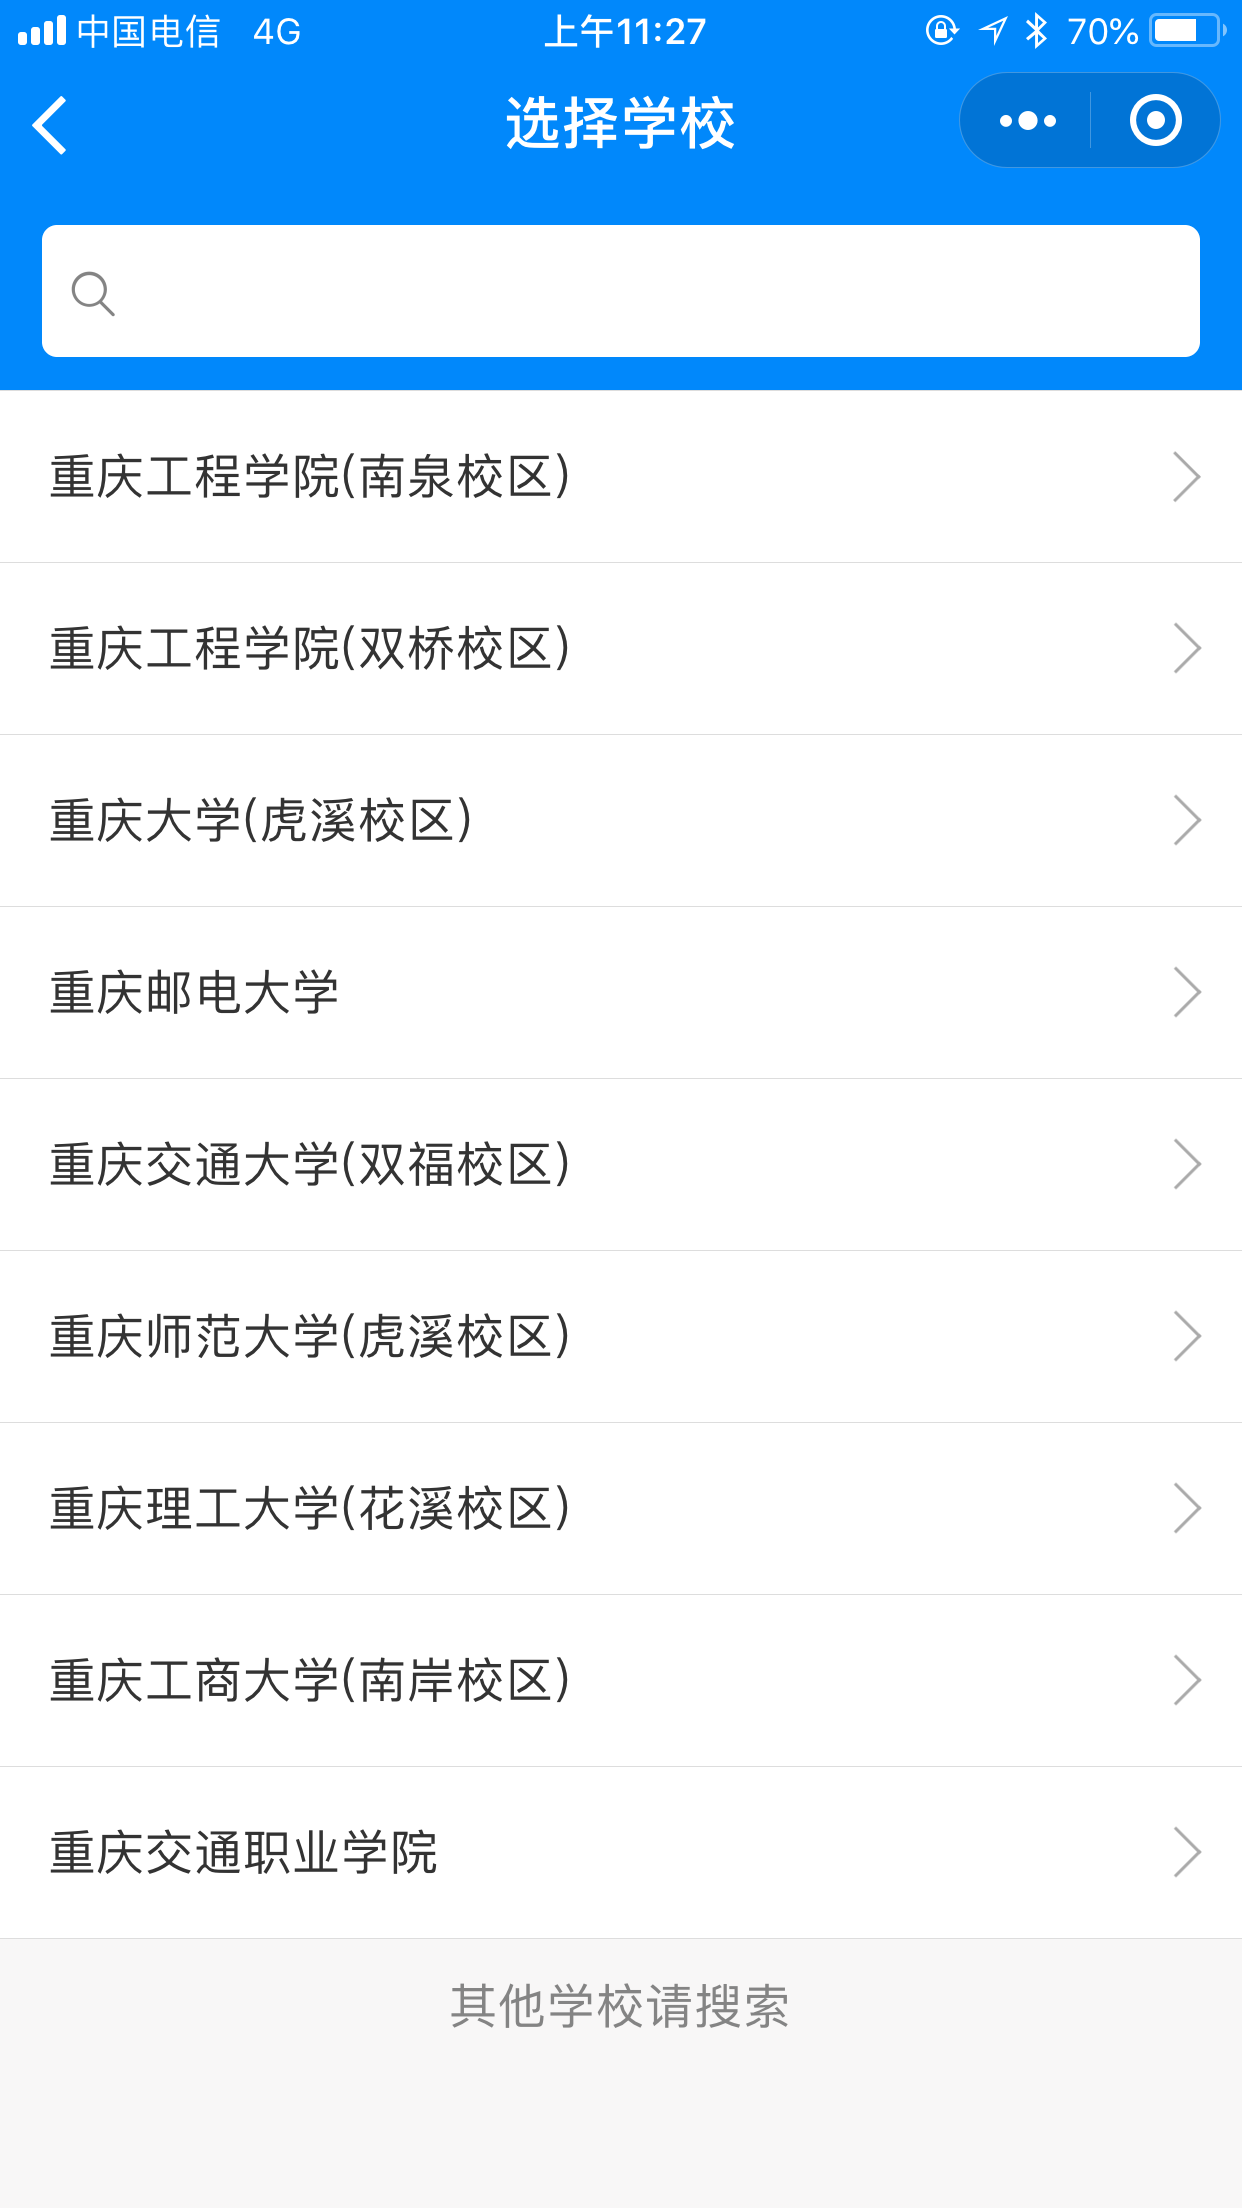 中国电信 4G 上午11:27 70%
选择学校
重庆工程学院(南泉校区)
重庆工程学院(双桥校区)
重庆大学(虎溪校区)
重庆邮电大学
重庆交通大学(双福校区)
重庆师范大学(虎溪校区)
重庆理工大学(花溪校区)
重庆工商大学(南岸校区)
重庆交通职业学院
其他学校请搜索